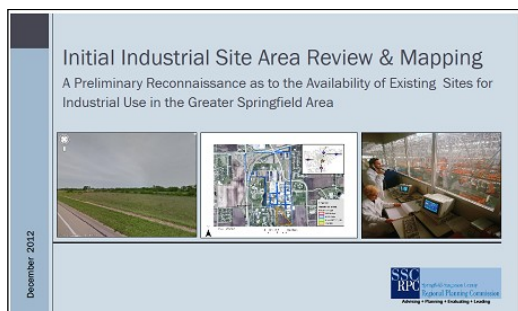 Initial Industrial Site Area Review & Mapping
A Preliminary Reconnaissance as to the Availability of Existing Sites for
Industrial Use in the Greater Springfield Area
December 2012
SSC
RPC
Springfield-Sangamon County
Regional Planning Commission
Advising • Planning • Evaluating • Leading